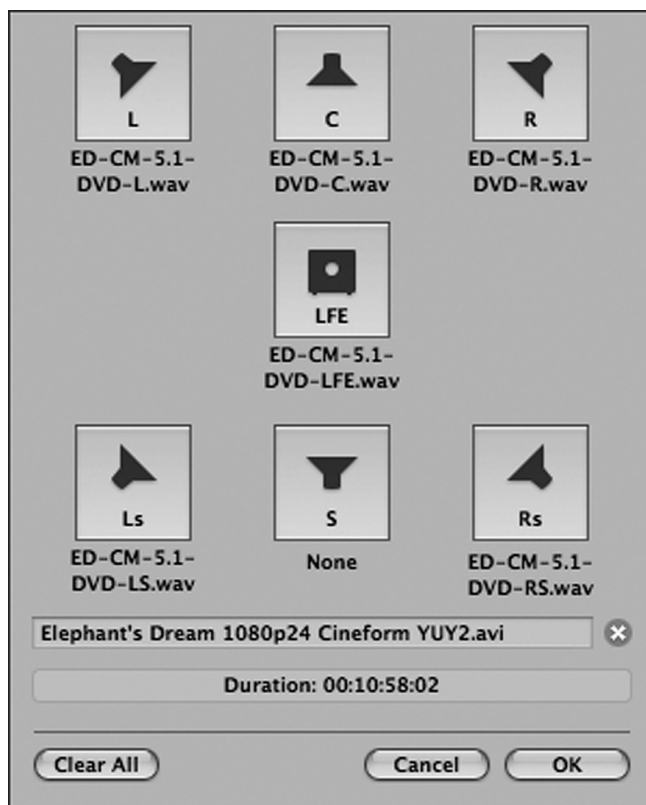 L
C
R
ED-CM-5.1-
DVD-L.wav
ED-CM-5.1-
DVD-C.wav
ED-CM-5.1-
DVD-R.wav
LFE
ED-CM-5.1-
DVD-LFE.wav
Ls
S
Rs
ED-CM-5.1-
DVD-LS.wav
None
ED-CM-5.1-
DVD-RS.wav
Elephant's Dream 1080p24 Cineform YUY2.avi
Duration: 00:10:58:02
Clear All
Cancel
OK